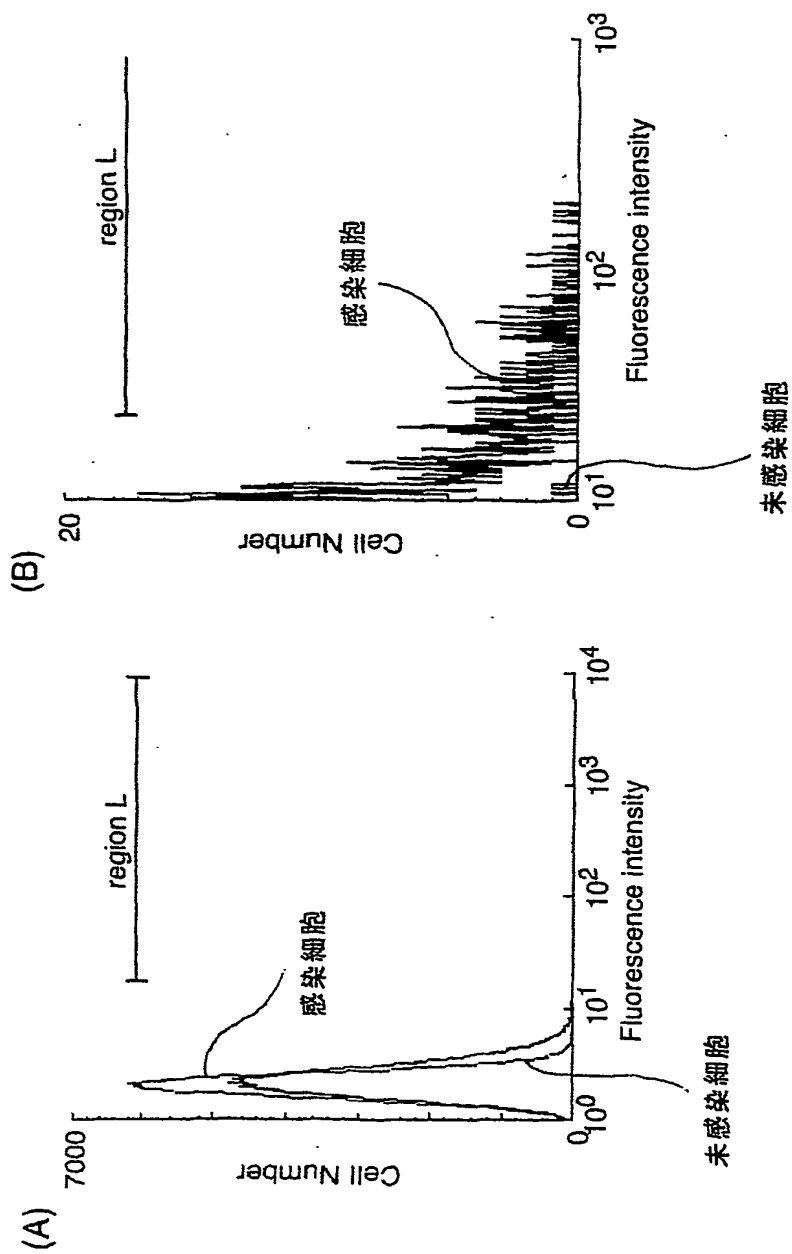 (A)
7000
Cell Number
0
region L
感染細胞
未感染細胞
10⁰
10¹
10²
10³
10⁴
Fluorescence intensity
(B)
20
Cell Number
0
region L
感染細胞
未感染細胞
10¹
10²
10³
Fluorescence intensity